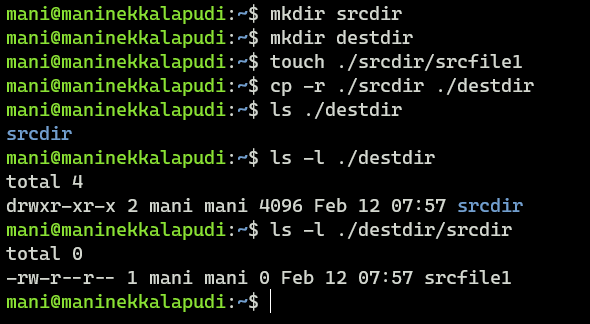 mani@maninekkalapudi:~$ mkdir srcdir
mani@maninekkalapudi:~$ mkdir destdir
mani@maninekkalapudi:~$ touch ./srcdir/srcfile1
mani@maninekkalapudi:~$ cp -r ./srcdir ./destdir
mani@maninekkalapudi:~$ ls ./destdir
srcdir
mani@maninekkalapudi:~$ ls -l ./destdir
total 4
drwxr-xr-x 2 mani mani 4096 Feb 12 07:57 srcdir
mani@maninekkalapudi:~$ ls -l ./destdir/srcdir
total 0
-rw-r--r-- 1 mani mani 0 Feb 12 07:57 srcfile1
mani@maninekkalapudi:~$